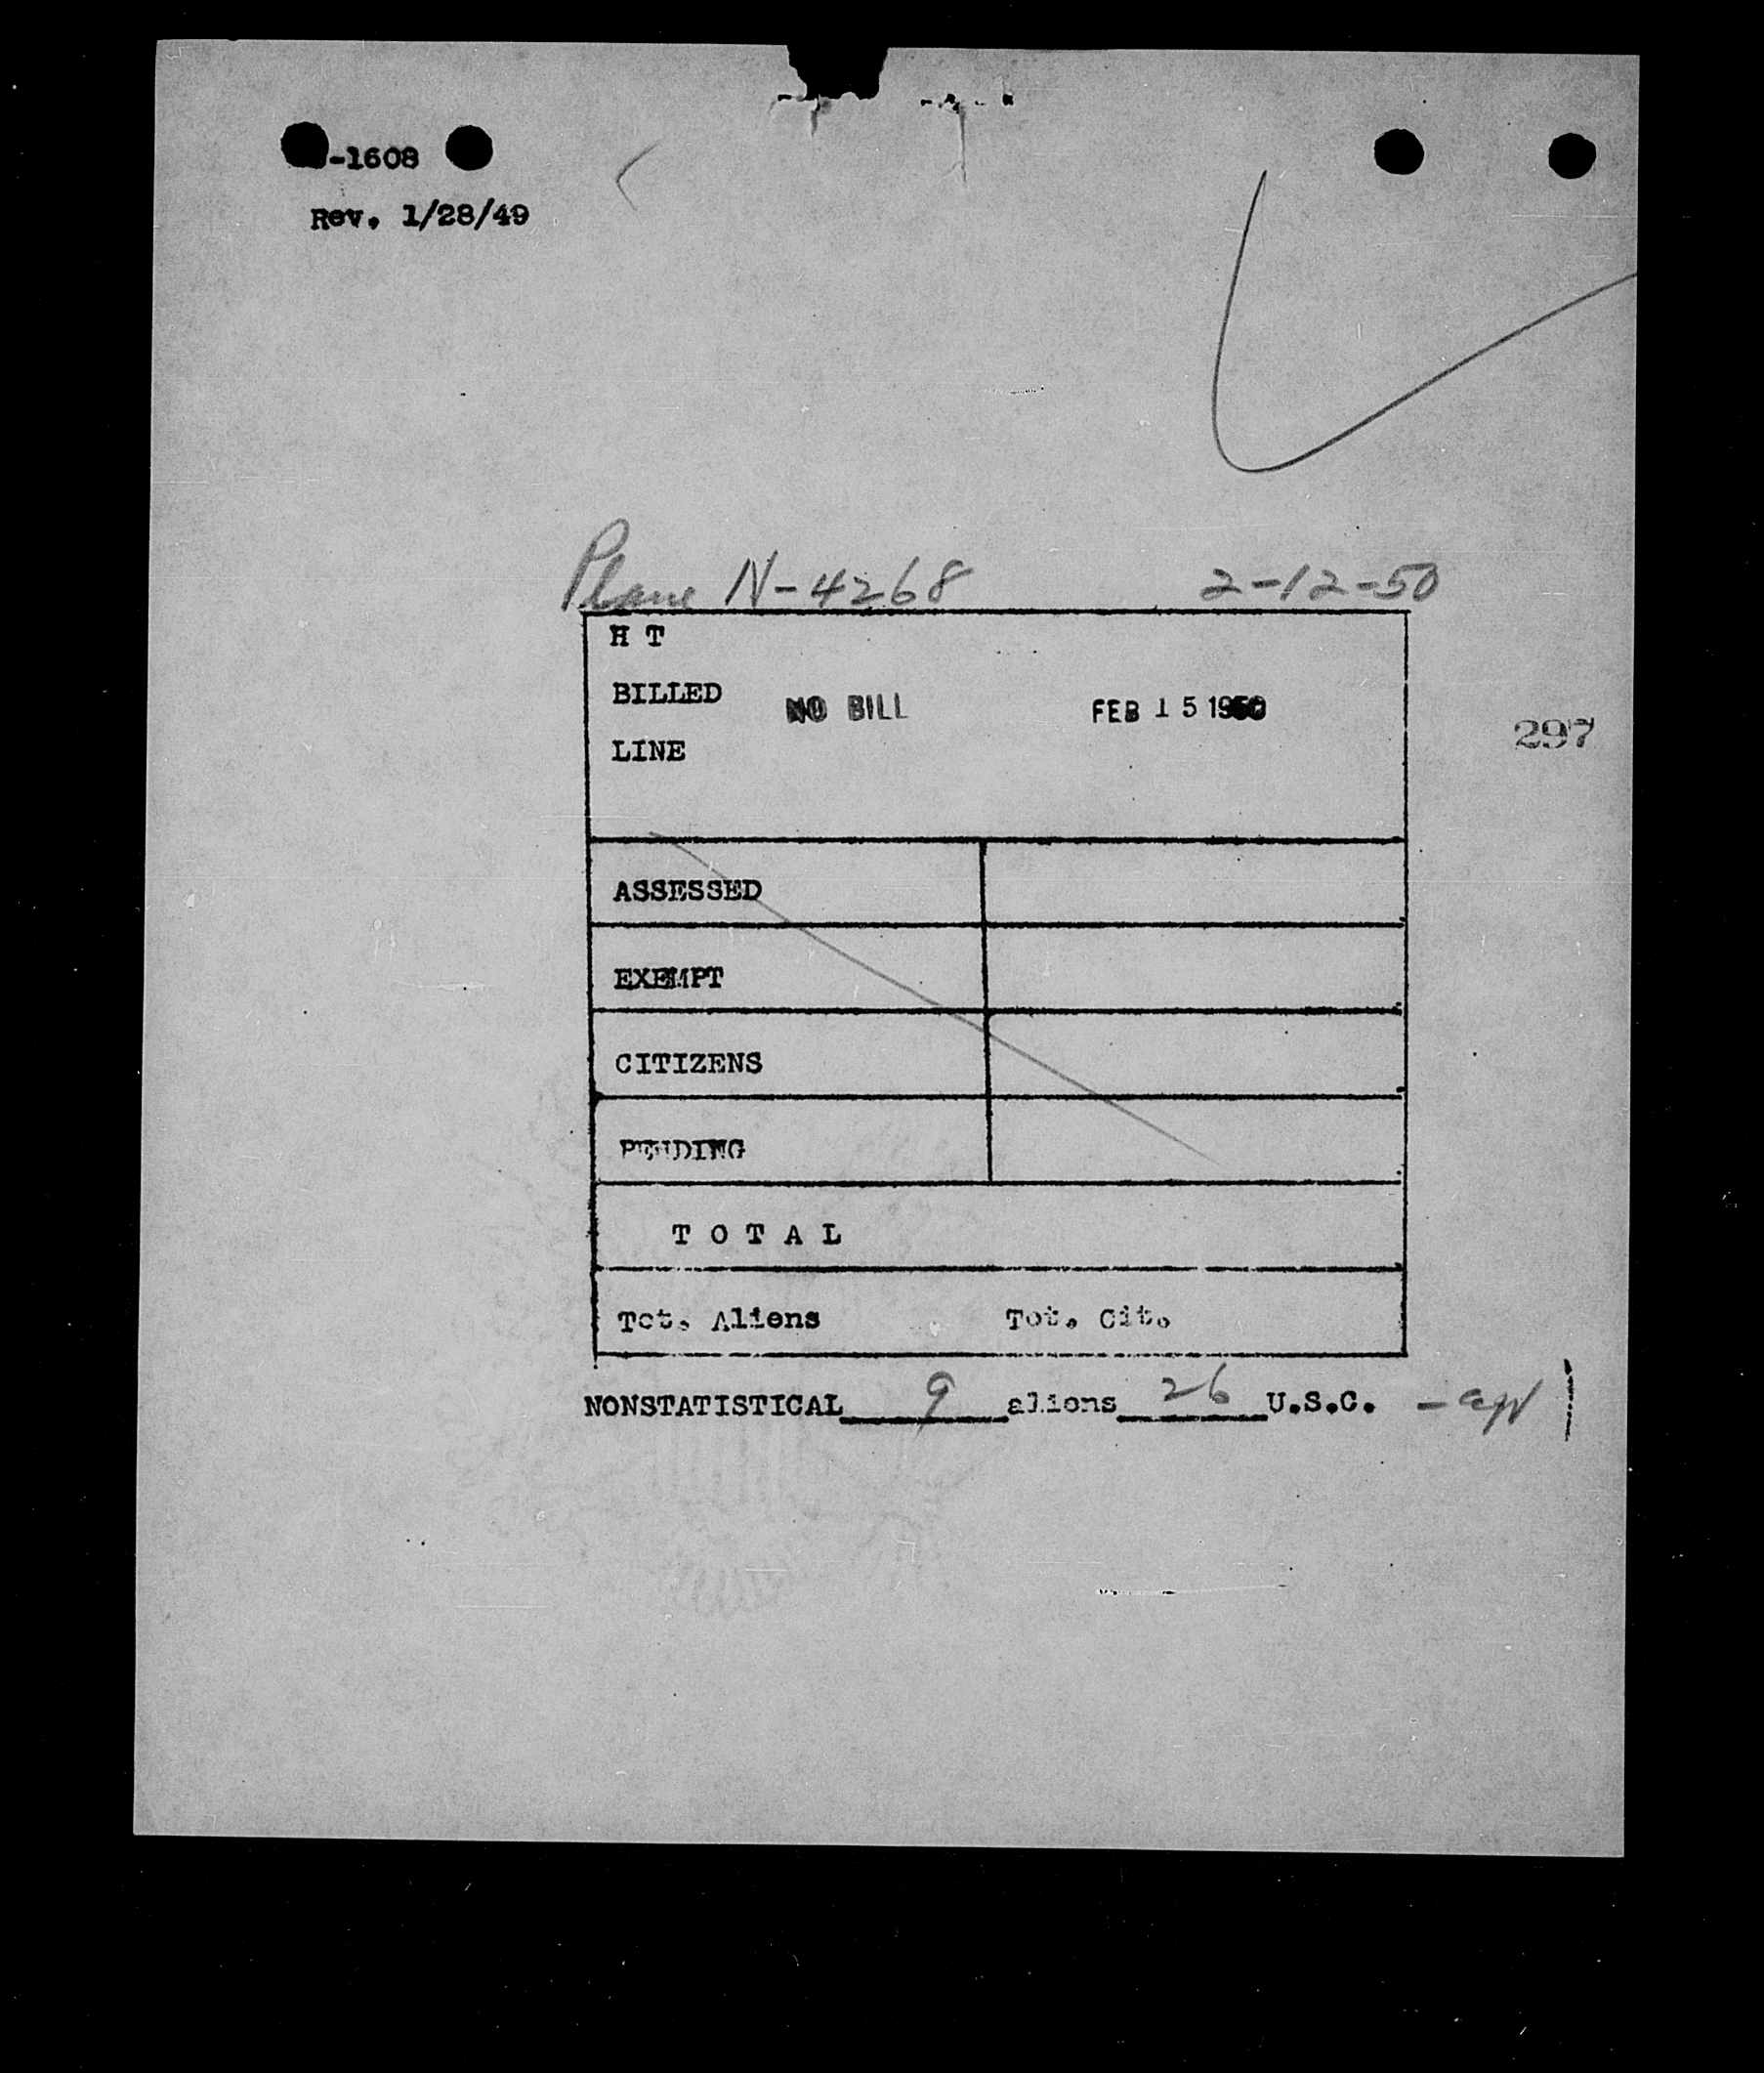 -1608
Rev. 1/28/49
Plane N-4268 2-12-50
H T
BILLED NO BILL FEB 15 1950
LINE
297
ASSESSED
EXEMPT
CITIZENS
PENDING
T O T A L
Tot. Aliens Tot. Cit.
NONSTATISTICAL 9 aliens 26 U.S.C. -